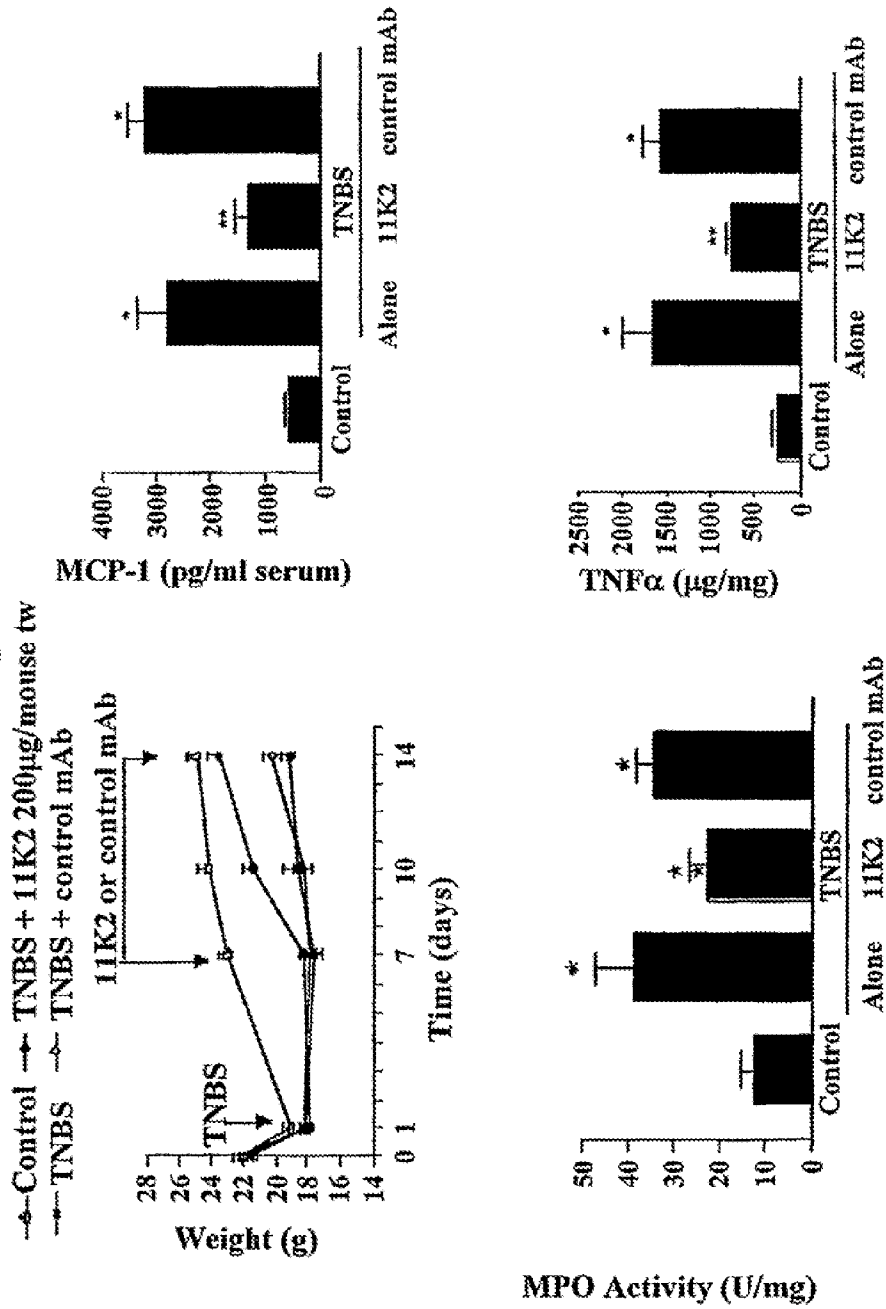 Control
TNBS + 11K2 200µg/mouse tw
TNBS
TNBS + control mAb
11K2 or control mAb
TNBS
28
26
24
22
20
18
16
14
Weight (g)
0 1
7
10
14
Time (days)
4000
3000
2000
1000
0
MCP-1 (pg/ml serum)
*
**
*
Control
Alone
11K2
control mAb
TNBS
50
40
30
20
10
0
MPO Activity (U/mg)
*
* *
*
Control
Alone
11K2
control mAb
TNBS
2500
2000
1500
1000
500
0
TNFα (µg/mg)
*
**
*
Control
Alone
11K2
control mAb
TNBS